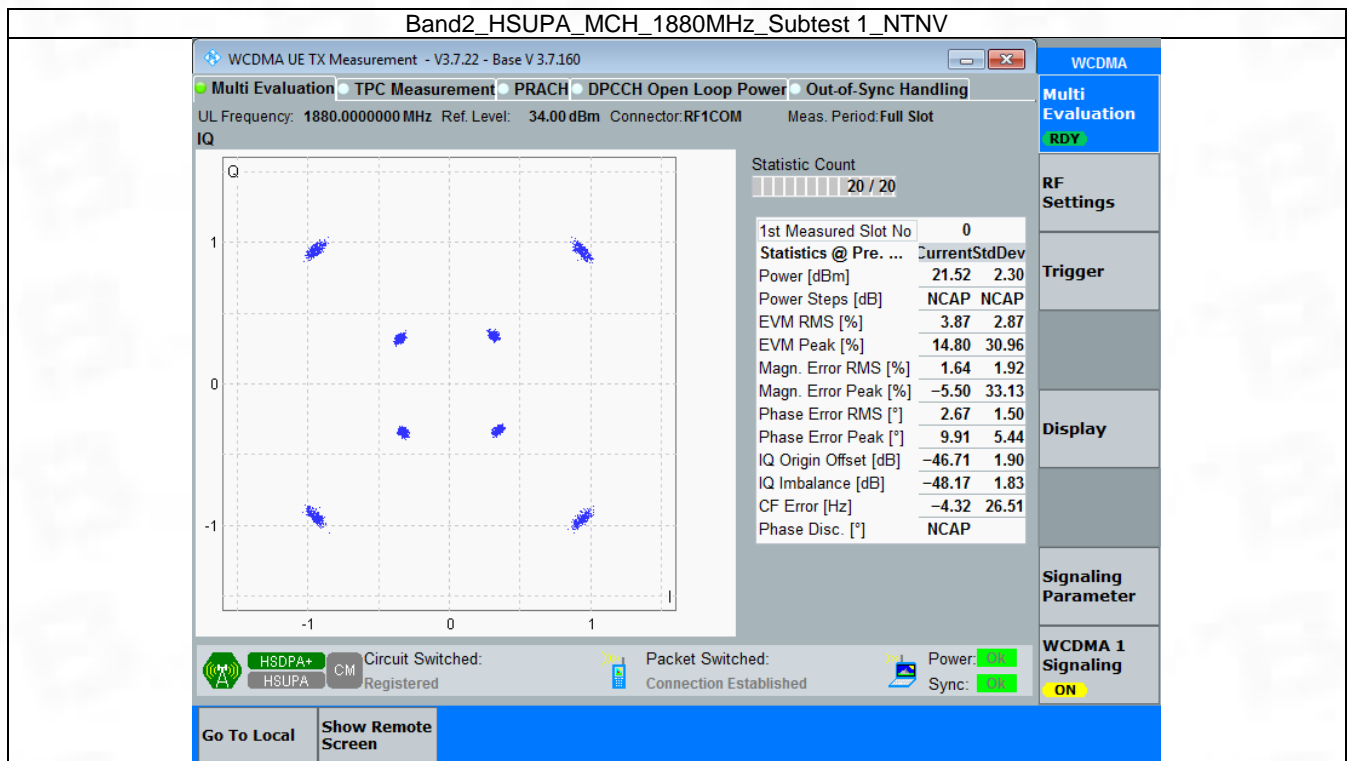 Band2_HSUPA_MCH_1880MHz_Subtest 1_NTNV
WCDMA UE TX Measurement - V3.7.22 - Base V 3.7.160
WCDMA
Multi Evaluation TPC Measurement PRACH DPCCH Open Loop Power Out-of-Sync Handling
Multi Evaluation
RDY
UL Frequency: 1880.0000000 MHz Ref. Level: 34.00 dBm Connector: RF1COM Meas. Period: Full Slot
IQ
Q
1
0
-1
I
-1 0 1
Statistic Count
20 / 20
1st Measured Slot No 0
Statistics @ Pre. ... Current StdDev
Power [dBm] 21.52 2.30
Power Steps [dB] NCAP NCAP
EVM RMS [%] 3.87 2.87
EVM Peak [%] 14.80 30.96
Magn. Error RMS [%] 1.64 1.92
Magn. Error Peak [%] −5.50 33.13
Phase Error RMS [°] 2.67 1.50
Phase Error Peak [°] 9.91 5.44
IQ Origin Offset [dB] −46.71 1.90
IQ Imbalance [dB] −48.17 1.83
CF Error [Hz] −4.32 26.51
Phase Disc. [°] NCAP
RF Settings
Trigger
Display
Signaling Parameter
WCDMA 1 Signaling
ON
HSDPA+
HSUPA
CM
Circuit Switched:
Registered
Packet Switched:
Connection Established
Power: Ok
Sync: Ok
Go To Local
Show Remote Screen